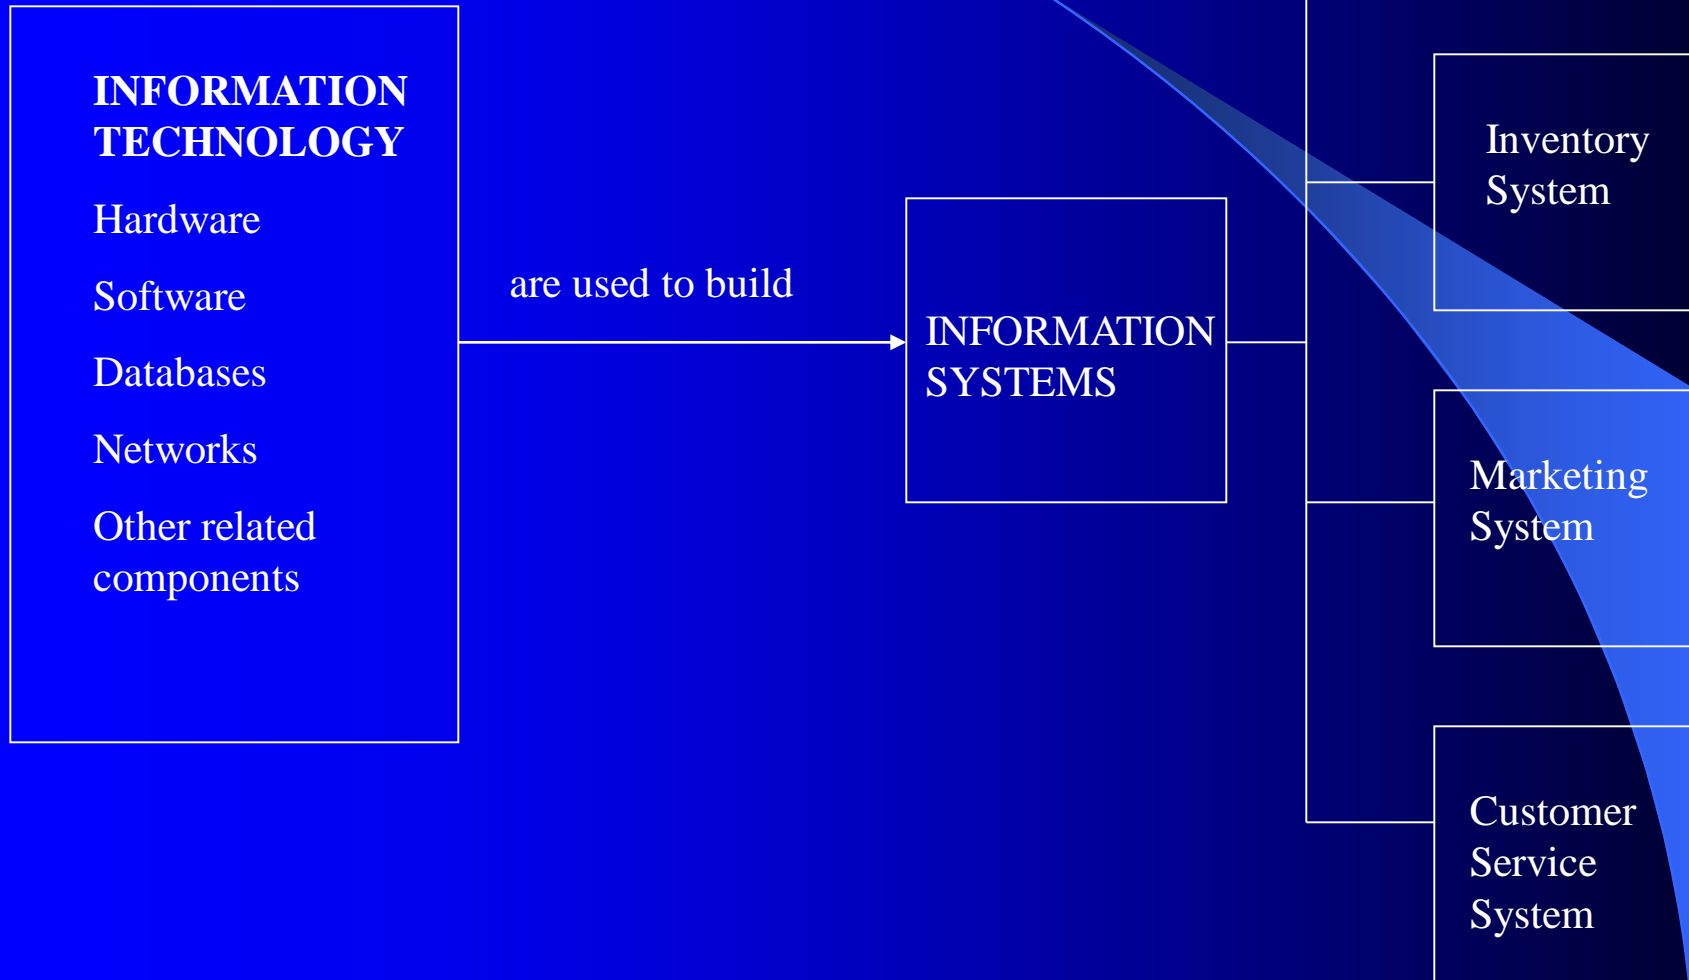 INFORMATION
TECHNOLOGY
Hardware
Software
Databases
Networks
Other related
components
are used to build
INFORMATION
SYSTEMS
Inventory
System
Marketing
System
Customer
Service
System